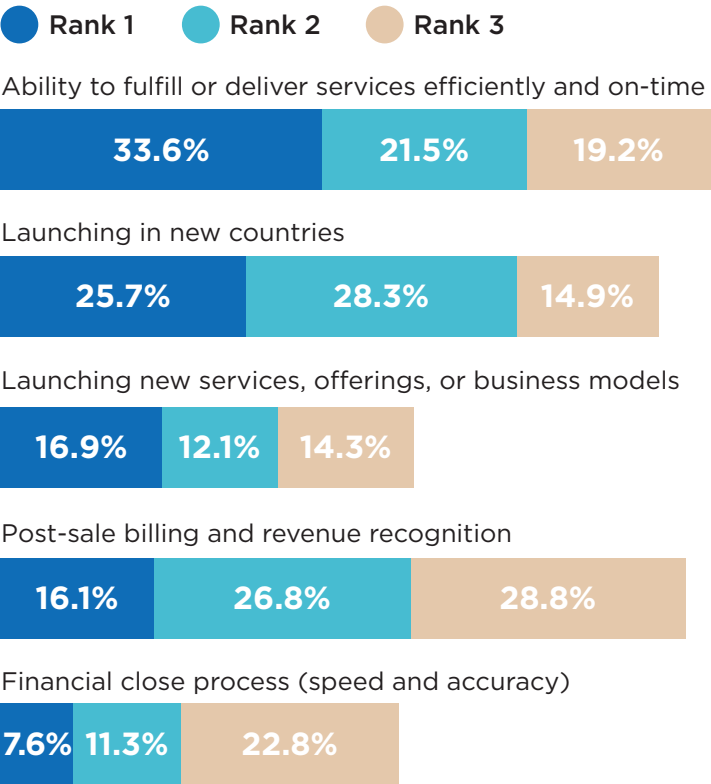 Rank 1 Rank 2 Rank 3
Ability to fulfill or deliver services efficiently and on-time
33.6% 21.5% 19.2%
Launching in new countries
25.7% 28.3% 14.9%
Launching new services, offerings, or business models
16.9% 12.1% 14.3%
Post-sale billing and revenue recognition
16.1% 26.8% 28.8%
Financial close process (speed and accuracy)
7.6% 11.3% 22.8%